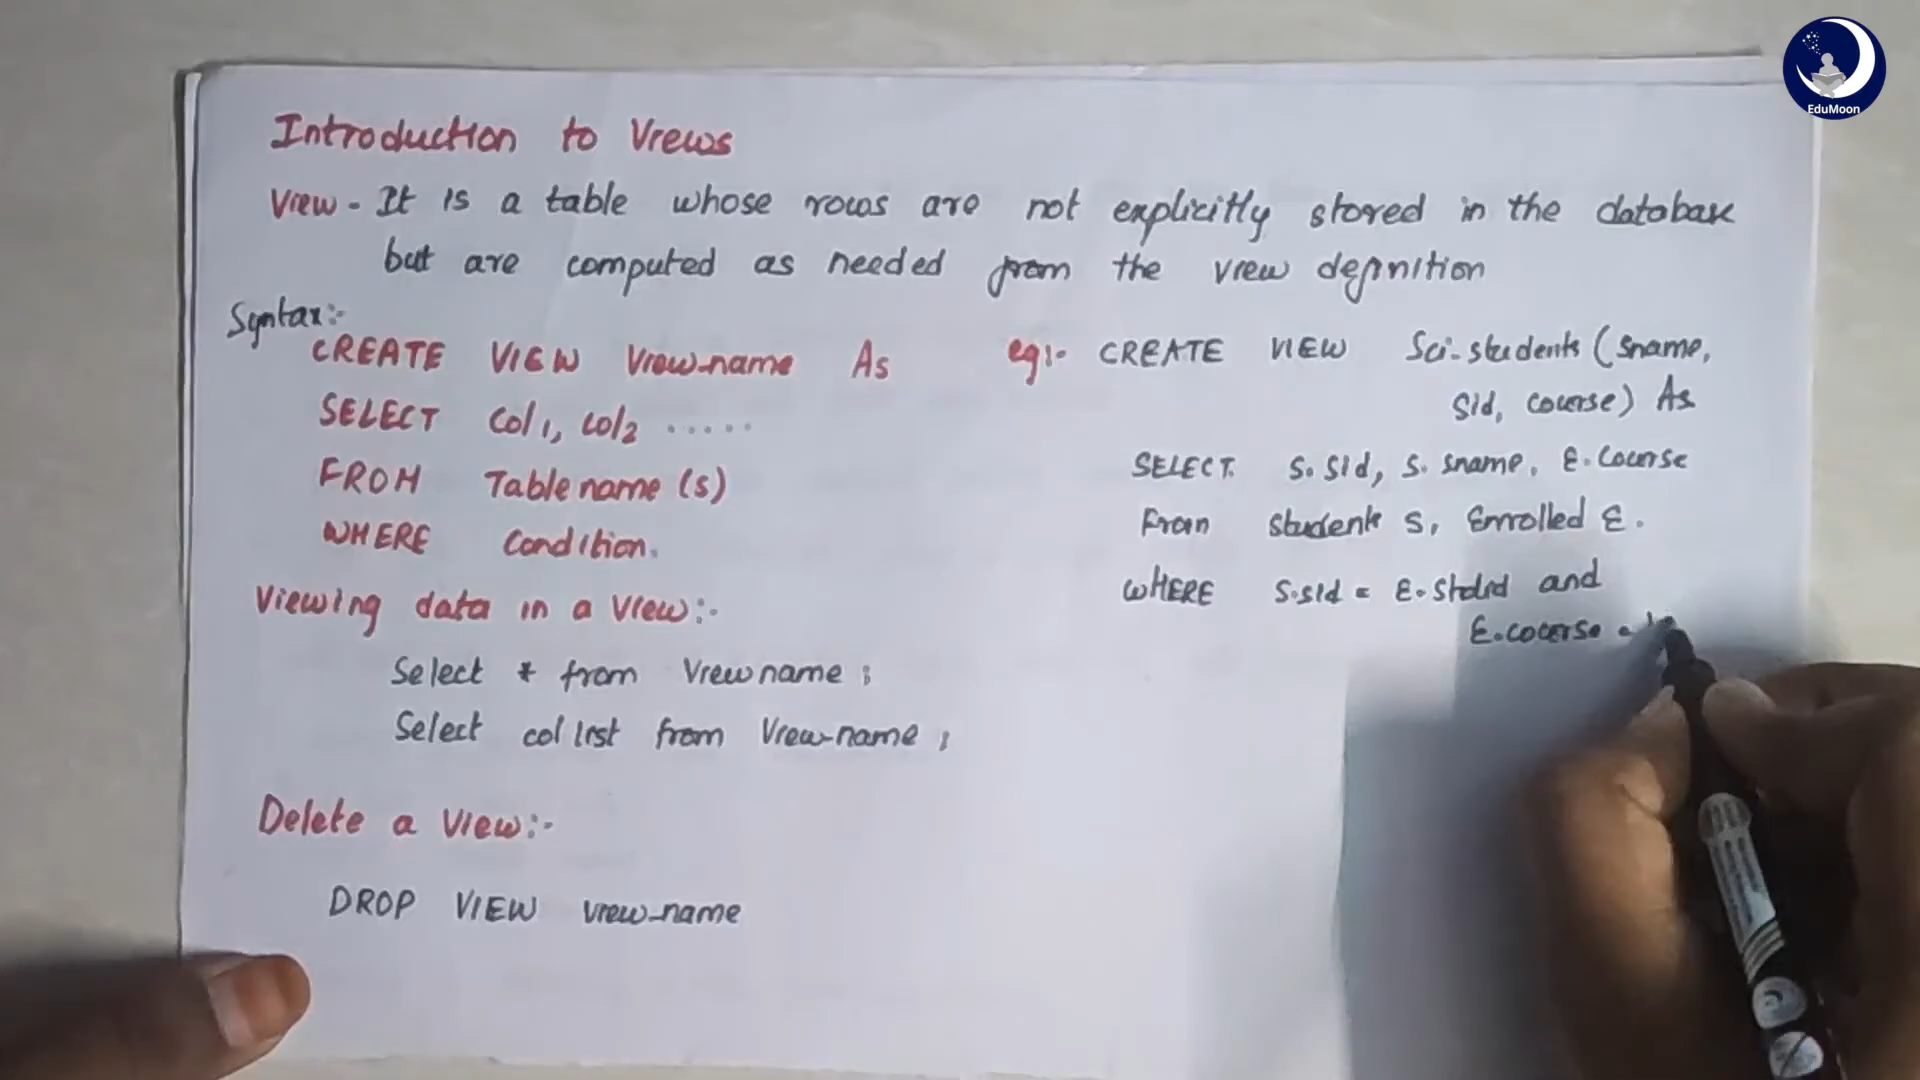 EduMoon
Introduction to Views
View - It is a table whose rows are not explicitly stored in the database
but are computed as needed from the view definition
Syntax:-
CREATE VIEW View-name As
SELECT Col1, Col2 .....
FROM Table name (s)
WHERE Condition.
Viewing data in a View:-
Select * from View name ;
Select col list from View-name ;
Delete a View:-
DROP VIEW view-name
eg:- CREATE VIEW Sci-students (Sname,
Sid, Course) As
SELECT. S.Sid, S.Sname, E.Course
From Students S, Enrolled E.
WHERE S.sid = E.Stdid and
E.course